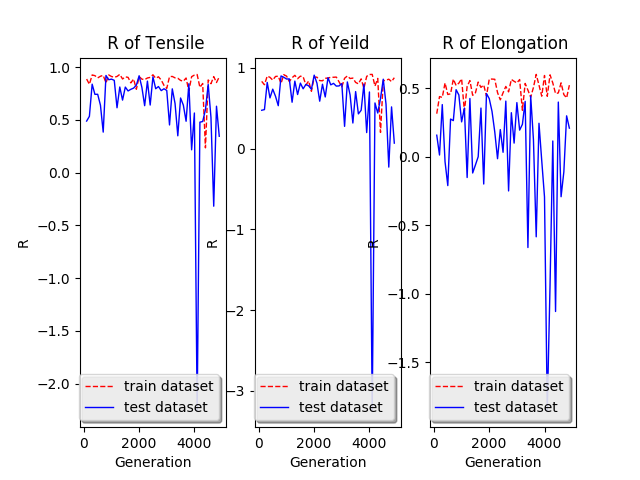 R of Tensile
R of Yeild
R of Elongation
1.0
0.5
0.0
−0.5
−1.0
−1.5
−2.0
R
train dataset
test dataset
0
2000
4000
Generation
1
0
−1
−2
−3
R
train dataset
test dataset
0
2000
4000
Generation
0.5
0.0
−0.5
−1.0
−1.5
R
train dataset
test dataset
0
2000
4000
Generation